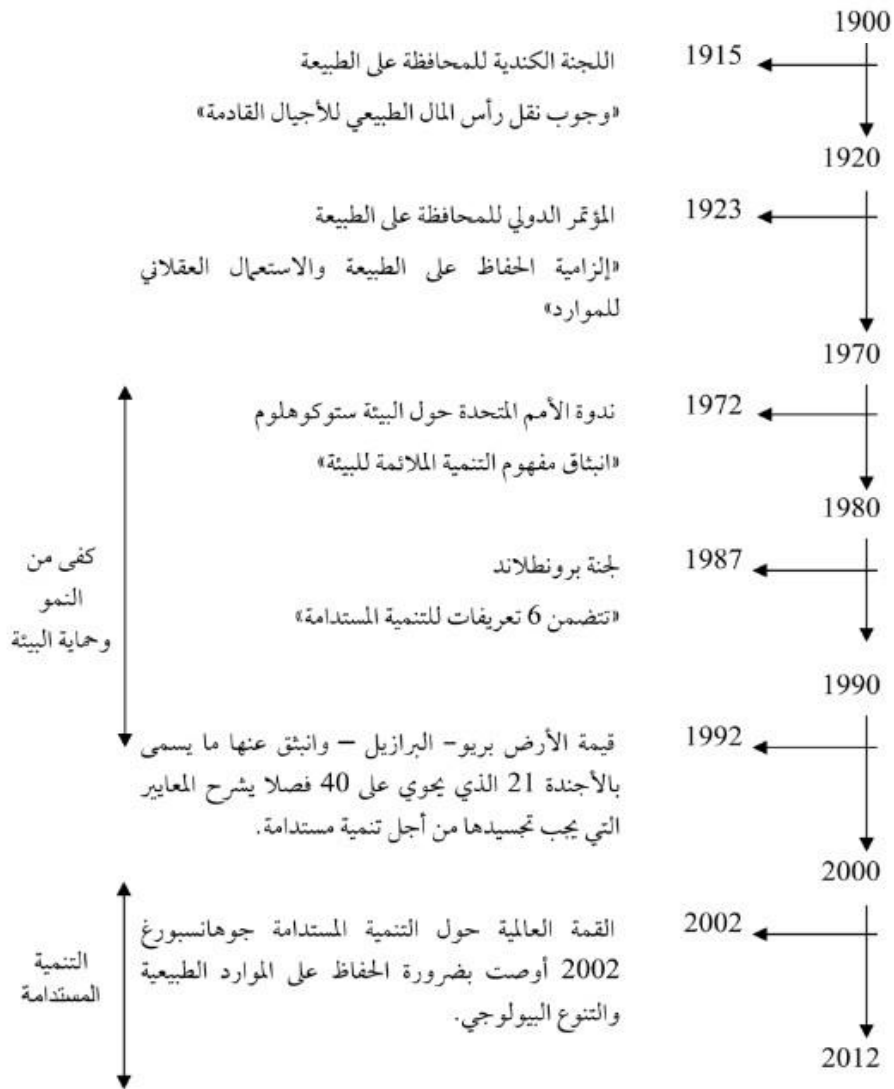 1900
1915
اللجنة الكندية للمحافظة على الطبيعة
«وجوب نقل رأس المال الطبيعي للأجيال القادمة»
1920
1923
المؤتمر الدولي للمحافظة على الطبيعة
«إلزامية الحفاظ على الطبيعة والاستعمال العقلاني
للموارد»
1970
1972
ندوة الأمم المتحدة حول البيئة ستوكوهلوم
«انبثاق مفهوم التنمية الملائمة للبيئة»
1980
1987
لجنة برونطلاند
«تتضمن 6 تعريفات للتنمية المستدامة»
1990
1992
قيمة الأرض بريو- البرازيل – وانبثق عنها ما يسمى
بالأجندة 21 الذي يحوي على 40 فصلا يشرح المعايير
التي يجب تجسيدها من أجل تنمية مستدامة.
كفى من
النمو
وحماية البيئة
2000
2002
القمة العالمية حول التنمية المستدامة جوهانسبورغ
2002 أوصت بضرورة الحفاظ على الموارد الطبيعية
والتنوع البيولوجي.
التنمية
المستدامة
2012